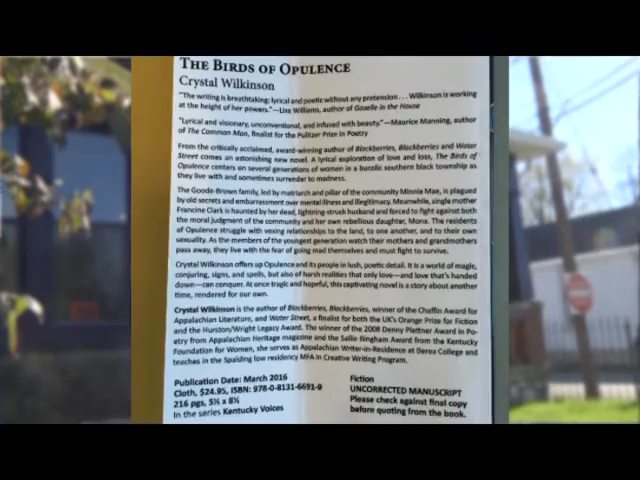 THE BIRDS OF OPULENCE
Crystal Wilkinson
"The writing is breathtaking: lyrical and poetic without any pretension . . . Wilkinson is working
at the height of her powers."—Lise Williams, author of Gazelle in the House
"Lyrical and visionary, unconventional, and infused with beauty."—Maurice Manning, author
of The Common Man, finalist for the Pulitzer Prize in Poetry
From the critically acclaimed, award-winning author of Blackberries, Blackberries and Water
Street comes an astonishing new novel. A lyrical exploration of love and loss, The Birds of
Opulence centers on several generations of women in a bucolic southern black township as
they live with and sometimes surrender to madness.
The Goode-Brown family, led by matriarch and pillar of the community Minnie Mae, is plagued
by old secrets and embarrassment over mental illness and illegitimacy. Meanwhile, single mother
Francine Clark is haunted by her dead, lightning-struck husband and forced to fight against both
the moral judgment of the community and her own rebellious daughter, Mona. The residents
of Opulence struggle with vexing relationships to the land, to one another, and to their own
sexuality. As the members of the youngest generation watch their mothers and grandmothers
pass away, they live with the fear of going mad themselves and must fight to survive.
Crystal Wilkinson offers up Opulence and its people in lush, poetic detail. It is a world of magic,
conjuring, signs, and spells, but also of harsh realities that only love—and love that's handed
down—can conquer. At once tragic and hopeful, this captivating novel is a story about another
time, rendered for our own.
Crystal Wilkinson is the author of Blackberries, Blackberries, winner of the Chaffin Award for
Appalachian Literature, and Water Street, a finalist for both the UK's Orange Prize for Fiction
and the Hurston/Wright Legacy Award. The winner of the 2008 Denny Plattner Award in Po-
etry from Appalachian Heritage magazine and the Sallie Bingham Award from the Kentucky
Foundation for Women, she serves as Appalachian Writer-in-Residence at Berea College and
teaches in the Spalding low residency MFA in Creative Writing Program.
Publication Date: March 2016
Cloth, $24.95, ISBN: 978-0-8131-6691-9
216 pgs, 5½ x 8½
In the series Kentucky Voices
Fiction
UNCORRECTED MANUSCRIPT
Please check against final copy
before quoting from the book.